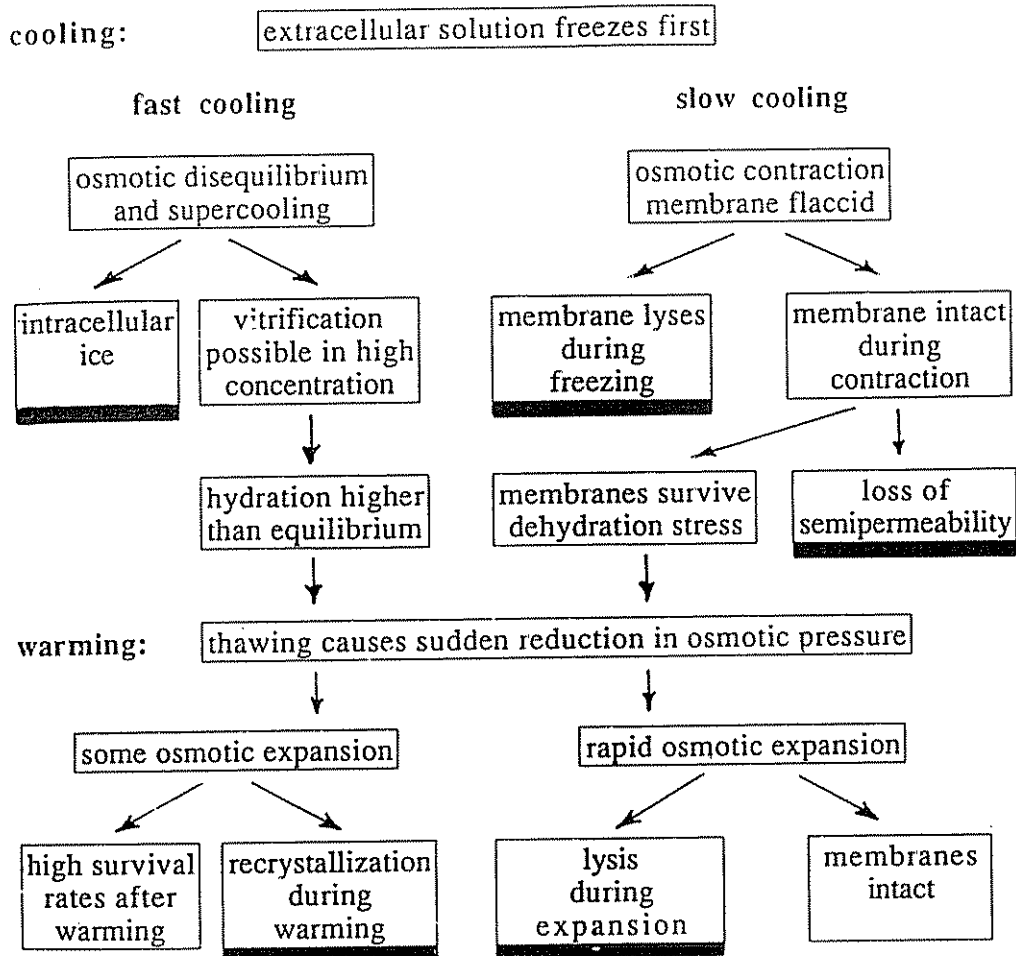 cooling:
extracellular solution freezes first
fast cooling
slow cooling
osmotic disequilibrium
and supercooling
osmotic contraction
membrane flaccid
intracellular
ice
vitrification
possible in high
concentration
membrane lyses
during
freezing
membrane intact
during
contraction
hydration higher
than equilibrium
membranes survive
dehydration stress
loss of
semipermeability
warming:
thawing causes sudden reduction in osmotic pressure
some osmotic expansion
rapid osmotic expansion
high survival
rates after
warming
recrystallization
during
warming
lysis
during
expansion
membranes
intact